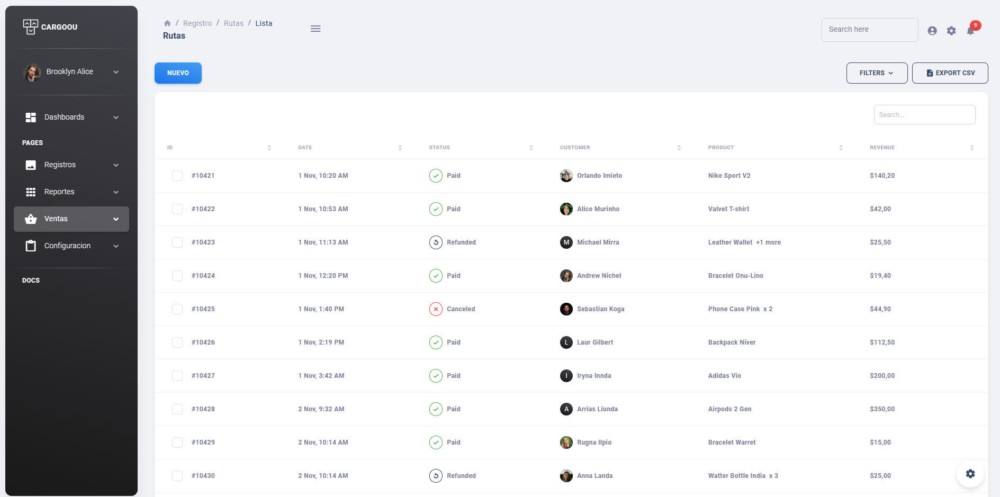 CARGOOU
Brooklyn Alice
Dashboards
PAGES
Registros
Reportes
Ventas
Configuracion
DOCS
/ Registro / Rutas / Lista
Rutas
Search here
9
NUEVO
FILTERS
EXPORT CSV
Search...
ID DATE STATUS CUSTOMER PRODUCT REVENUE
#10421 1 Nov, 10:20 AM Paid Orlando Imieto Nike Sport V2 $140,20
#10422 1 Nov, 10:53 AM Paid Alice Murinho Valvet T-shirt $42,00
#10423 1 Nov, 11:13 AM Refunded M Michael Mirra Leather Wallet +1 more $25,50
#10424 1 Nov, 12:20 PM Paid Andrew Nichel Bracelet Onu-Lino $19,40
#10425 1 Nov, 1:40 PM Canceled Sebastian Koga Phone Case Pink x 2 $44,90
#10426 1 Nov, 2:19 PM Paid L Laur Gilbert Backpack Niver $112,50
#10427 1 Nov, 3:42 AM Paid I Iryna Innda Adidas Vio $200,00
#10428 2 Nov, 9:32 AM Paid A Arrias Liunda Airpods 2 Gen $350,00
#10429 2 Nov, 10:14 AM Paid Rugna Ilpio Bracelet Warret $15,00
#10430 2 Nov, 10:14 AM Refunded Anna Landa Watter Bottle India x 3 $25,00